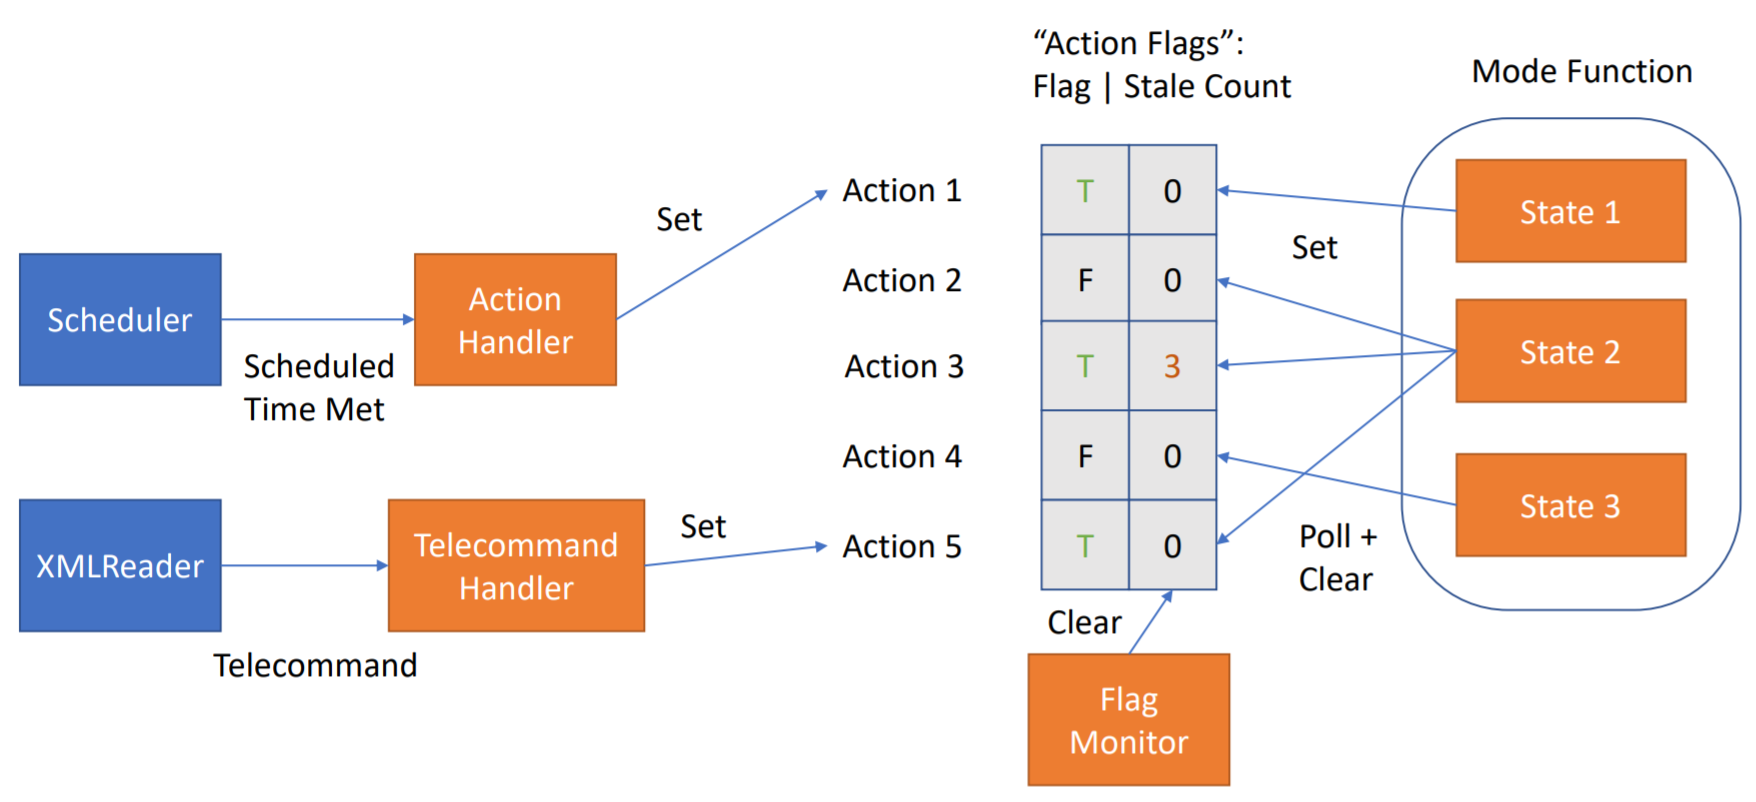 “Action Flags”:
Flag | Stale Count
Mode Function
Scheduler
Scheduled
Time Met
Action
Handler
Set
XMLReader
Telecommand
Telecommand
Handler
Set
Action 1
Action 2
Action 3
Action 4
Action 5
T 0
F 0
T 3
F 0
T 0
Set
Poll +
Clear
State 1
State 2
State 3
Clear
Flag
Monitor